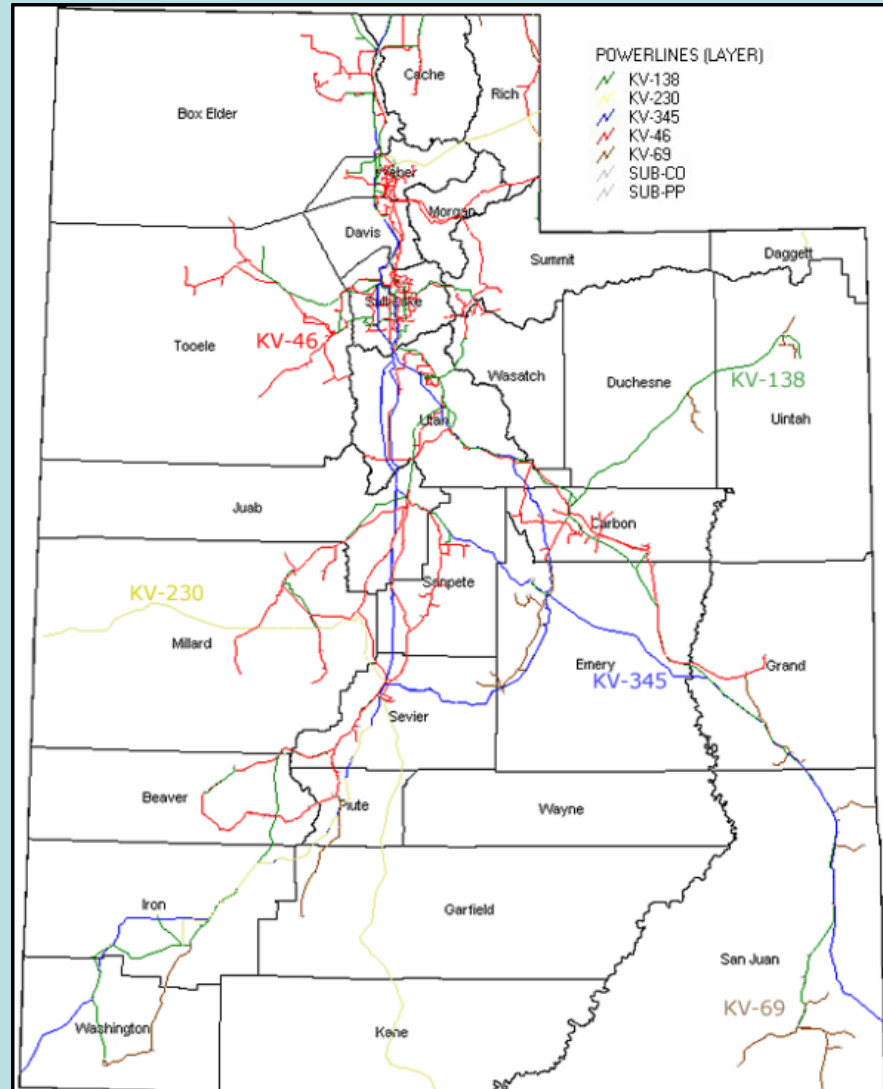 Cache
POWERLINES (LAYER)
KV-138
KV-230
KV-345
KV-46
KV-69
SUB-CO
SUB-PP
Rich
Box Elder
Weber
Morgan
Davis
Summit
Daggett
Salt Lake
KV-46
Tooele
Wasatch
Duchesne
KV-138
Uintah
Utah
Juab
Carbon
Sanpete
KV-230
Millard
Emery
Grand
KV-345
Sevier
Beaver
Piute
Wayne
Iron
Garfield
San Juan
KV-69
Washington
Kane